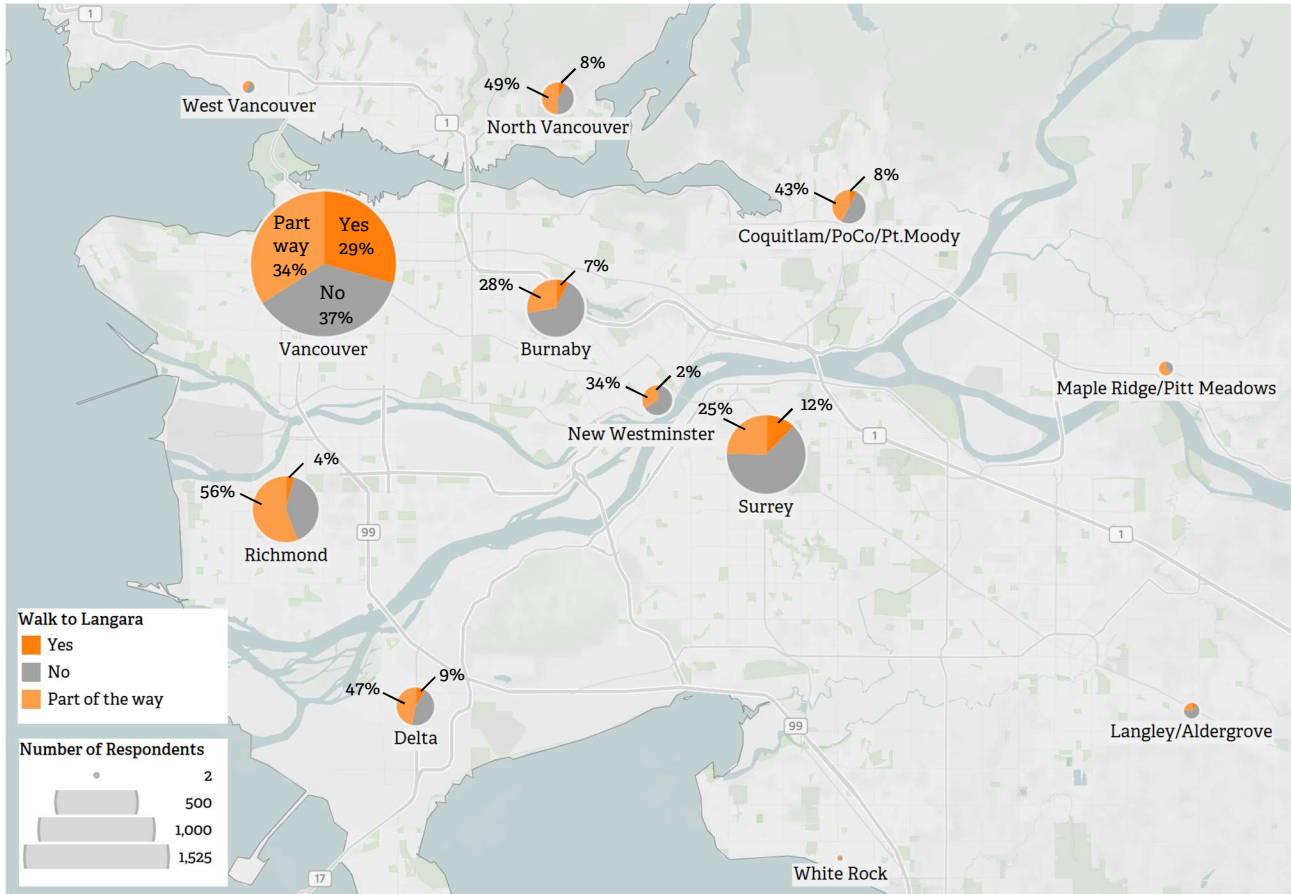 1
8%
49%
West Vancouver
North Vancouver
1
8%
43%
Coquitlam/PoCo/Pt.Moody
Part
way
34%
Yes
29%
No
37%
Vancouver
7%
28%
Burnaby
2%
34%
New Westminster
Maple Ridge/Pitt Meadows
25%
12%
1
Surrey
4%
56%
Richmond
99
1
Walk to Langara
Yes
No
Part of the way
9%
47%
Delta
99
Langley/Aldergrove
Number of Respondents
2
500
1,000
1,525
White Rock
17